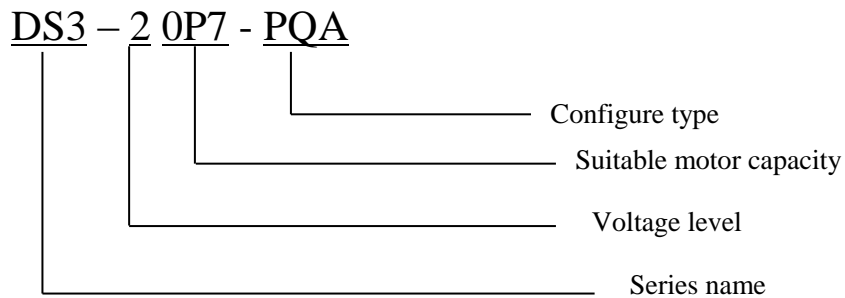 DS3 – 2 0P7 - PQA
Configure type
Suitable motor capacity
Voltage level
Series name